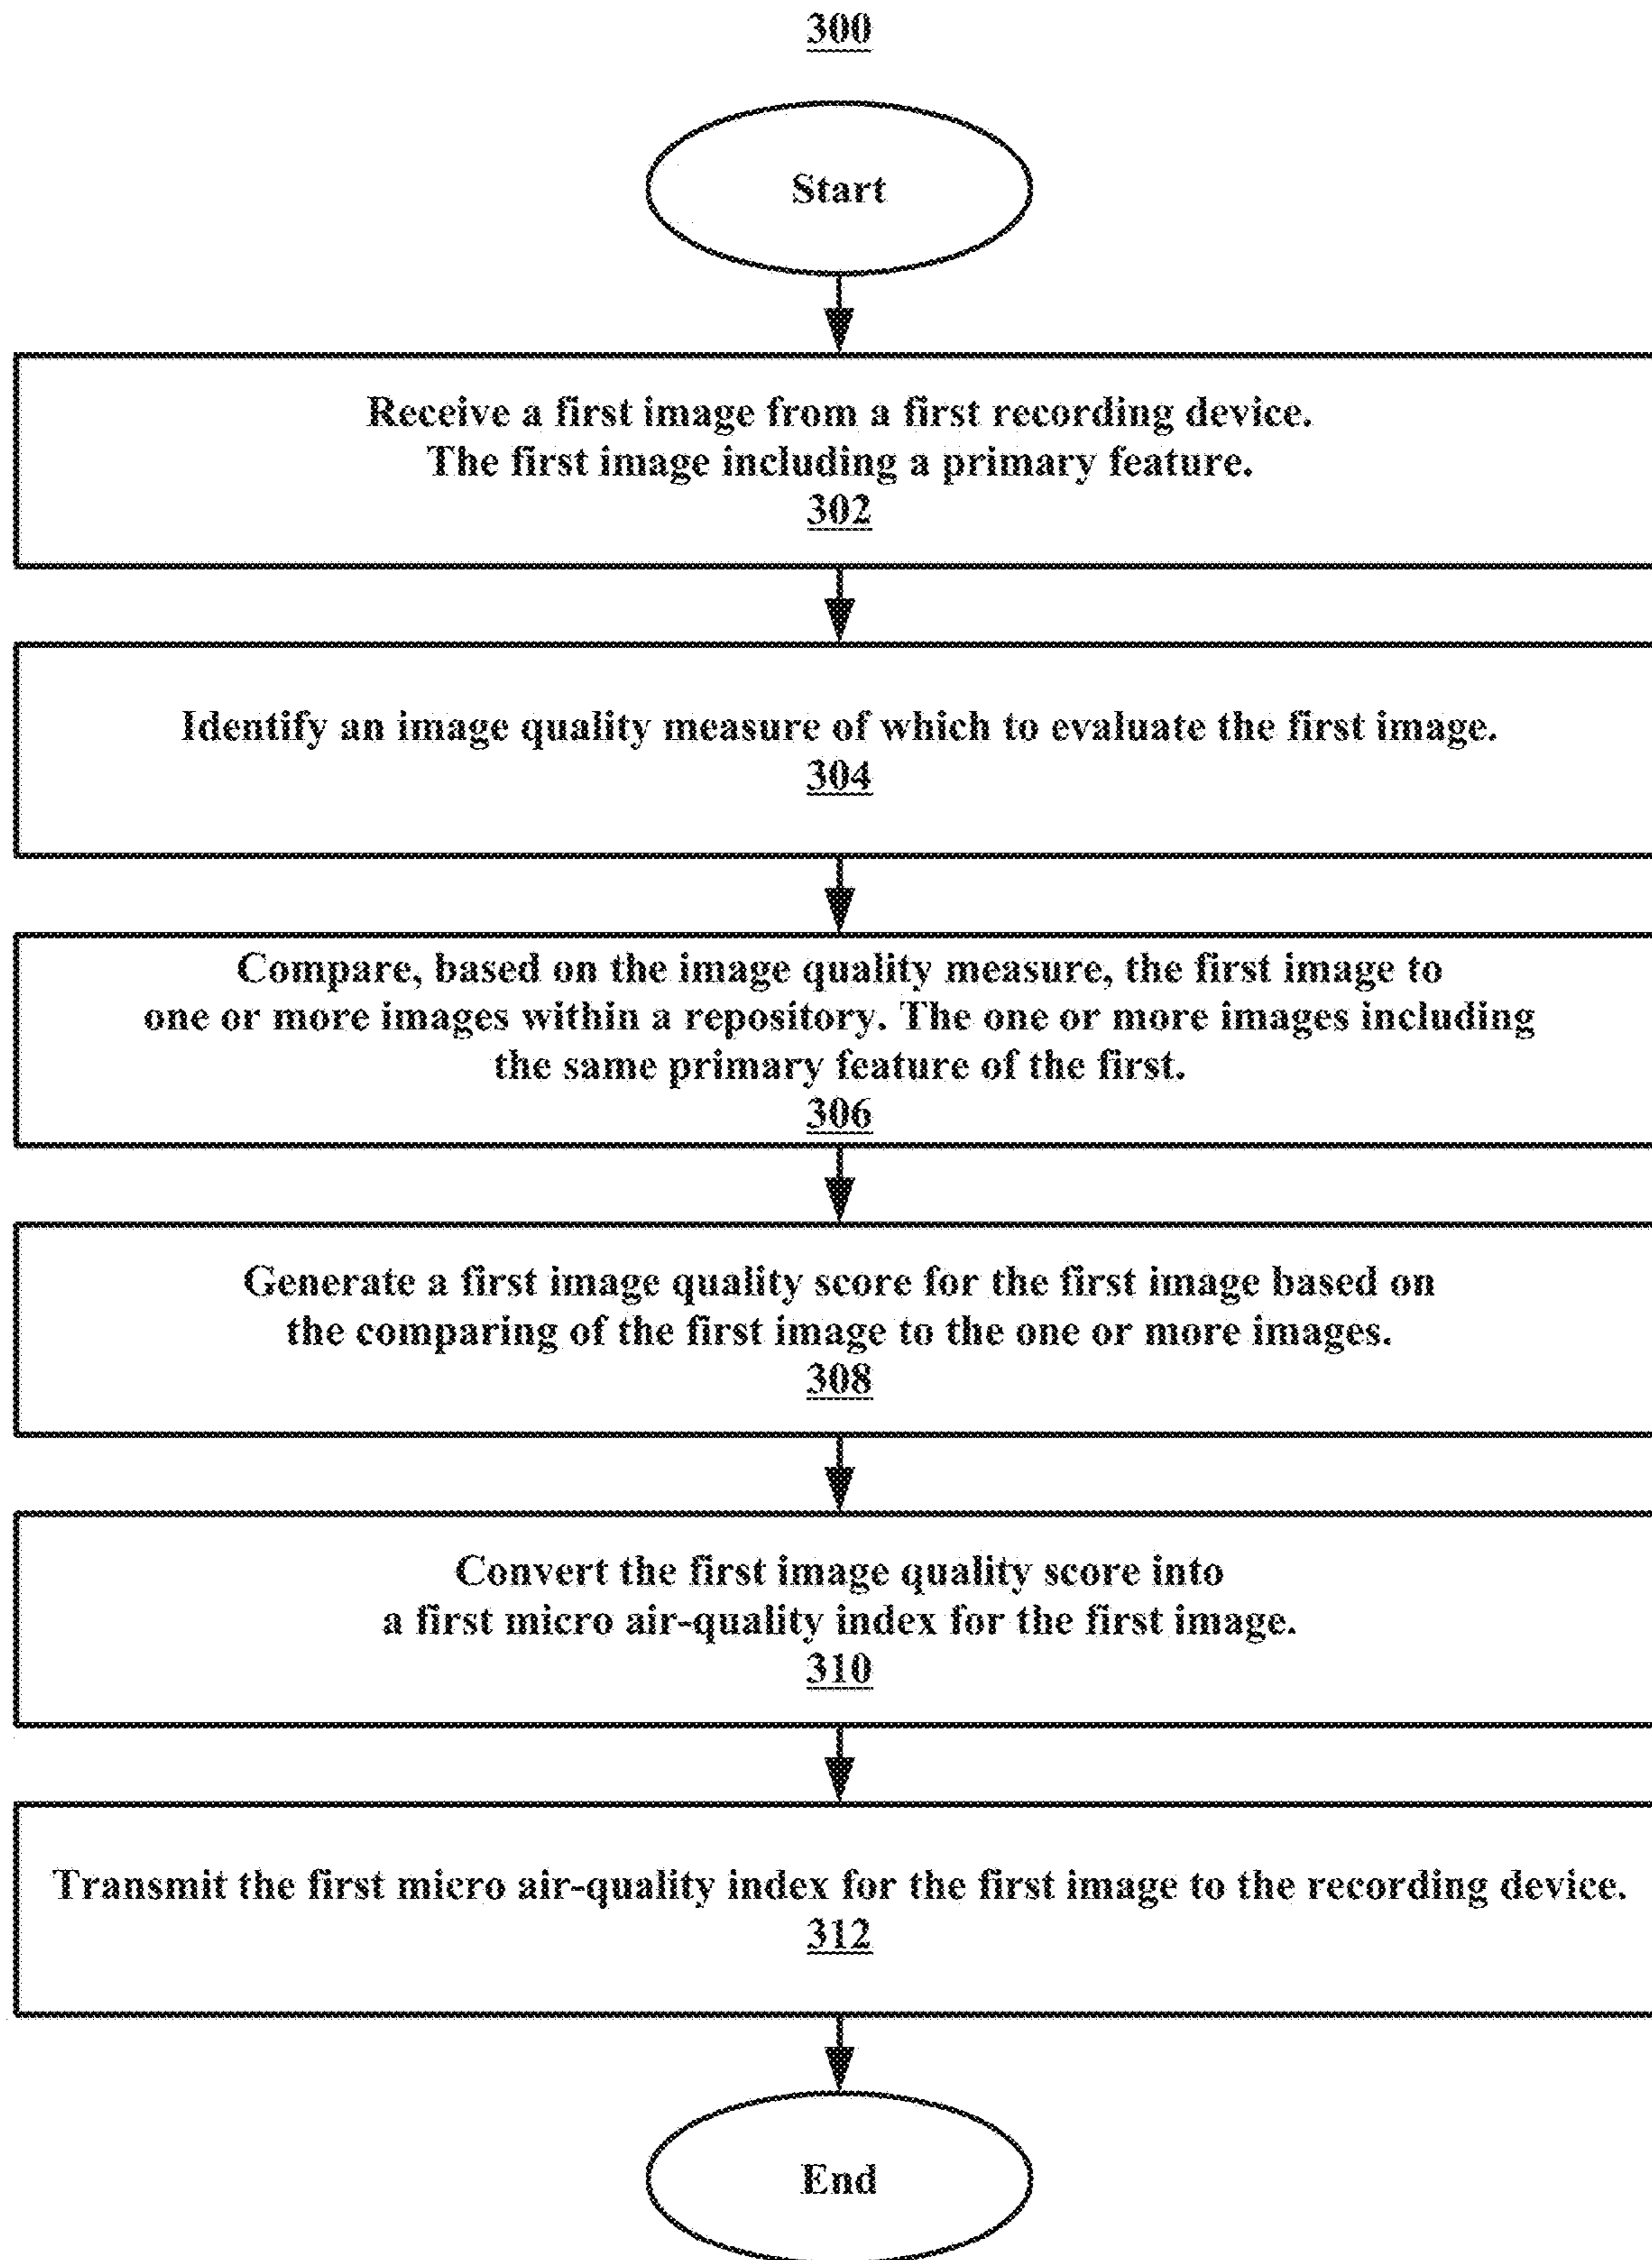 300
Start
Receive a first image from a first recording device.
The first image including a primary feature.
302
Identify an image quality measure of which to evaluate the first image.
304
Compare, based on the image quality measure, the first image to
one or more images within a repository. The one or more images including
the same primary feature of the first.
306
Generate a first image quality score for the first image based on
the comparing of the first image to the one or more images.
308
Convert the first image quality score into
a first micro air-quality index for the first image.
310
Transmit the first micro air-quality index for the first image to the recording device.
312
End